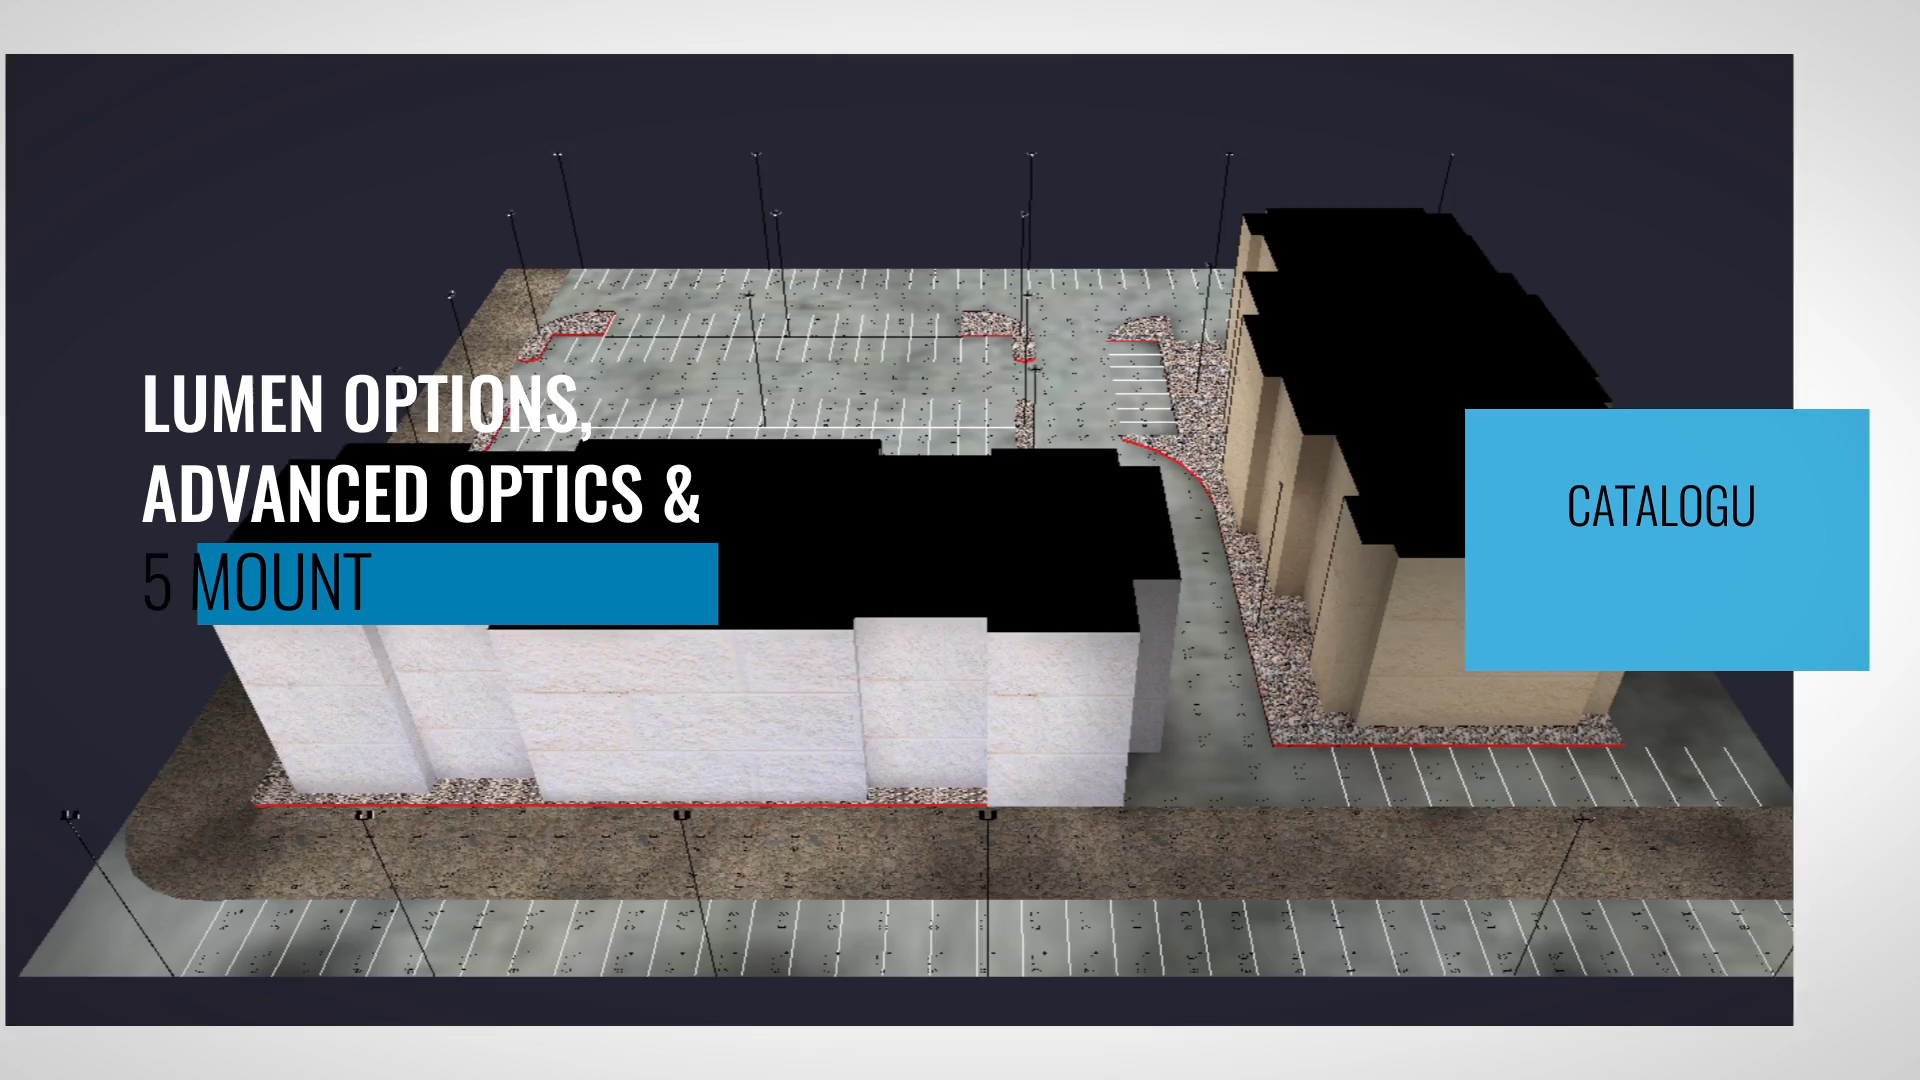 LUMEN OPTIONS,
ADVANCED OPTICS &
5 MOUNT
CATALOGU